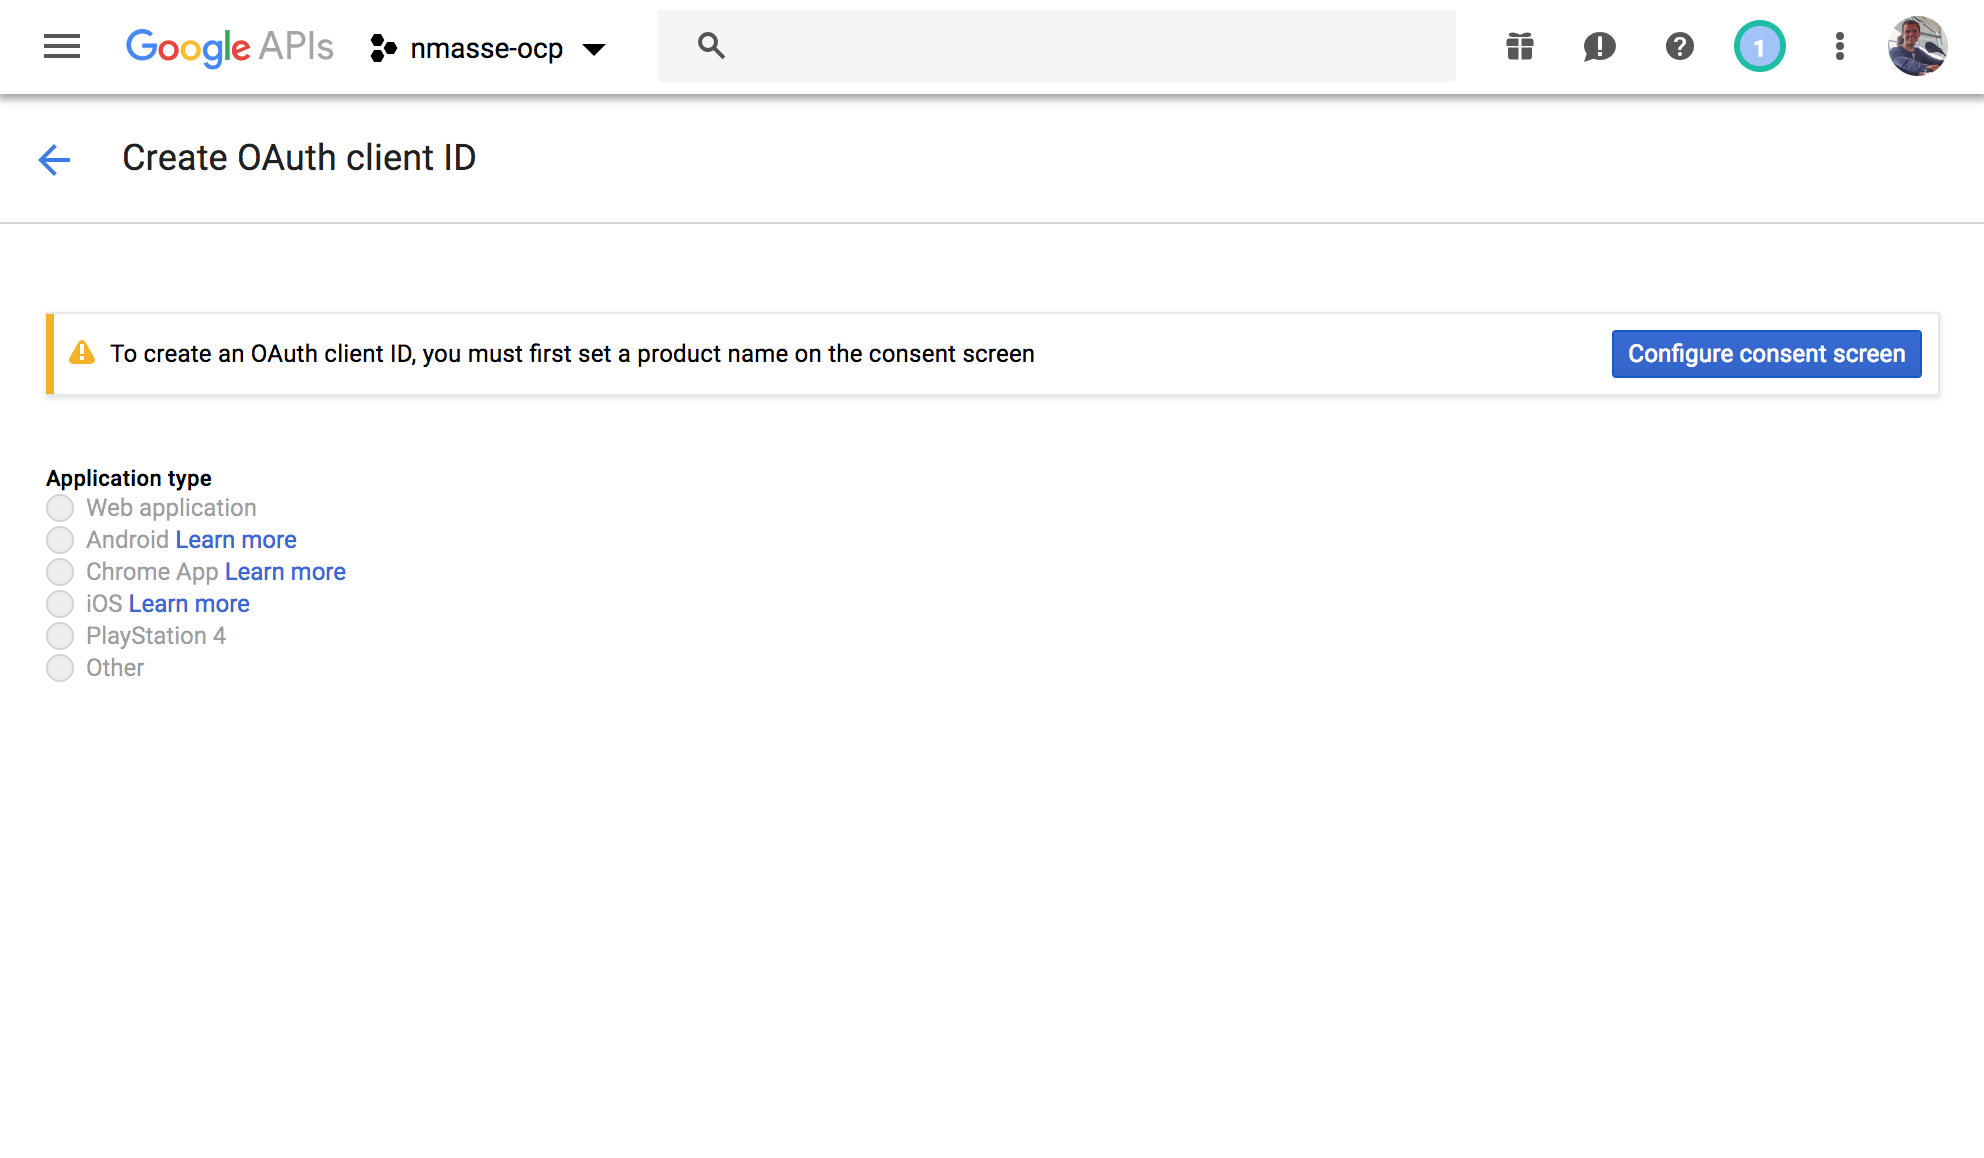 Google APIs nmasse-ocp 1
Create OAuth client ID
To create an OAuth client ID, you must first set a product name on the consent screen Configure consent screen
Application type
Web application
Android Learn more
Chrome App Learn more
iOS Learn more
PlayStation 4
Other